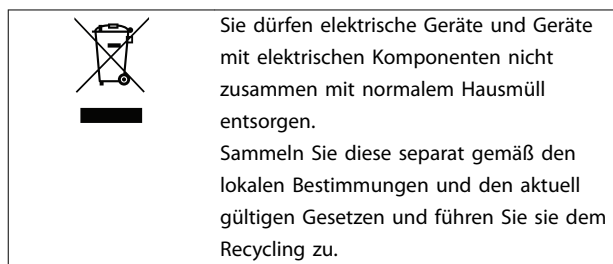 Sie dürfen elektrische Geräte und Geräte
mit elektrischen Komponenten nicht
zusammen mit normalem Hausmüll
entsorgen.
Sammeln Sie diese separat gemäß den
lokalen Bestimmungen und den aktuell
gültigen Gesetzen und führen Sie sie dem
Recycling zu.